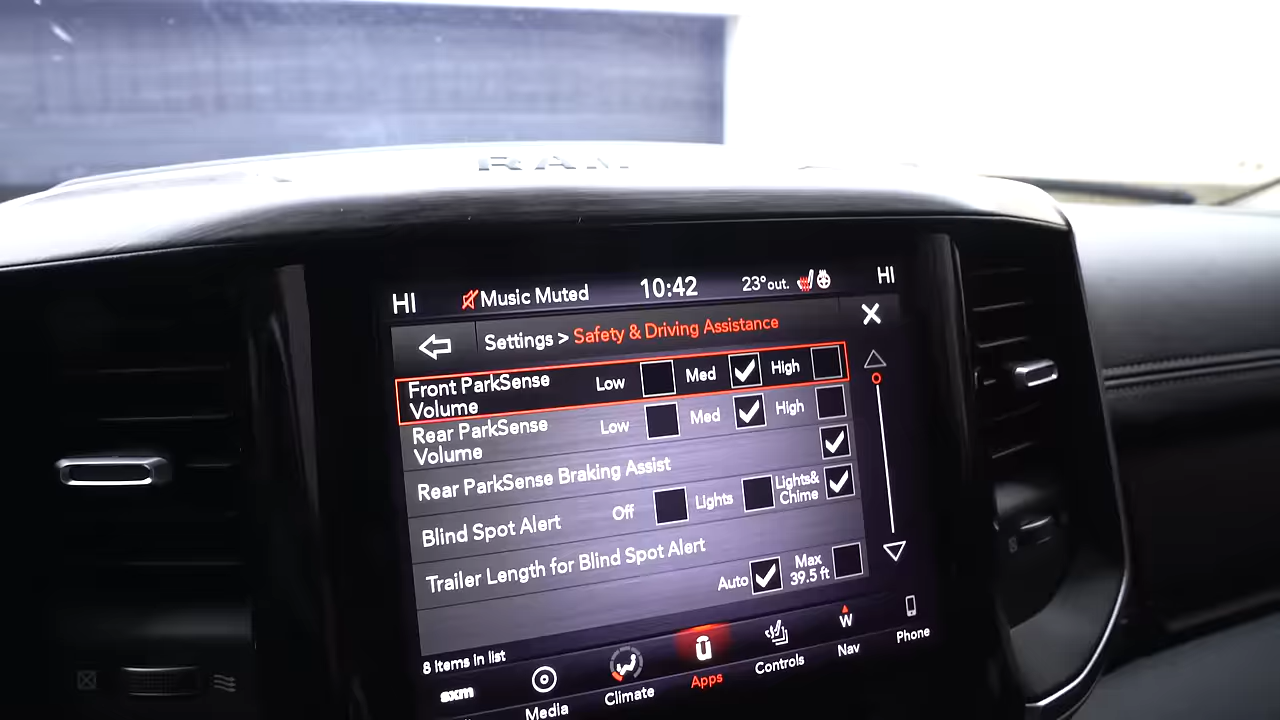 RAM
HI Music Muted 10:42 23°out. HI
Settings > Safety & Driving Assistance
Front ParkSense Volume Low Med High
Rear ParkSense Volume Low Med High
Rear ParkSense Braking Assist
Blind Spot Alert Off Lights Lights& Chime
Trailer Length for Blind Spot Alert
Auto Max 39.5 ft
8 Items in list
sxm Media Climate Apps Controls W Nav Phone